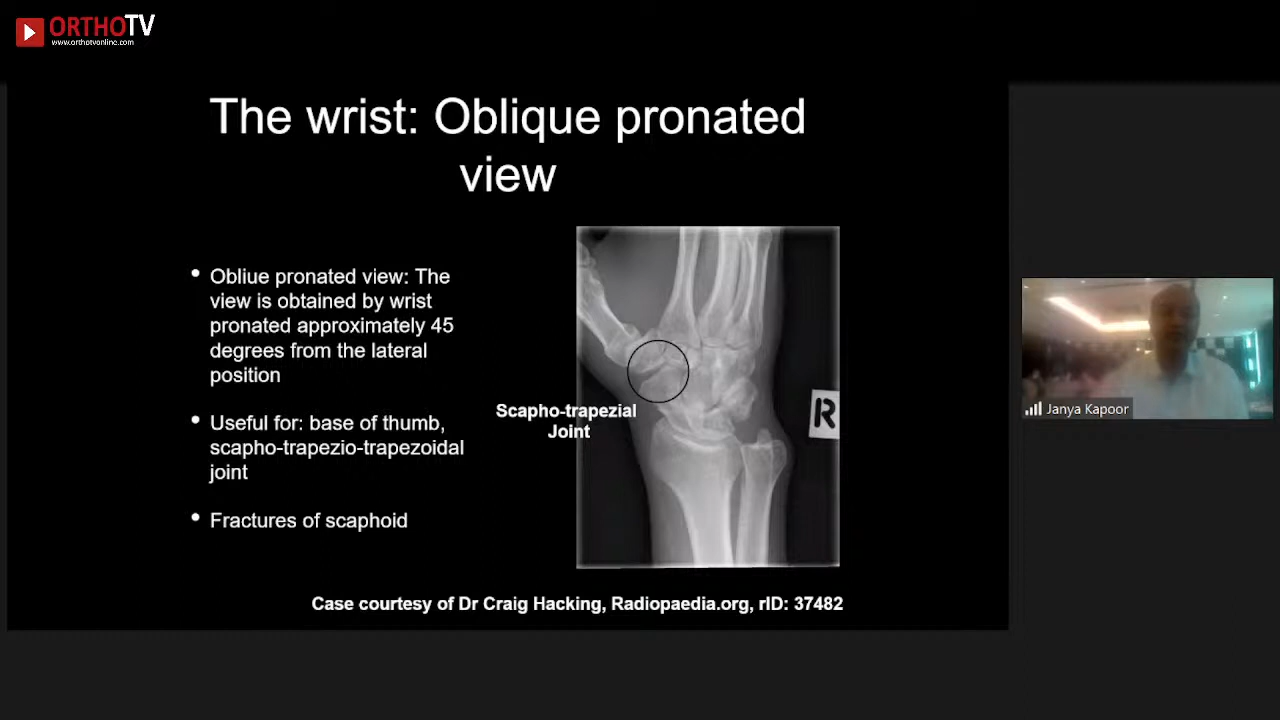 ORTHOTV
www.orthotvonline.com
The wrist: Oblique pronated
view
• Obliue pronated view: The
view is obtained by wrist
pronated approximately 45
degrees from the lateral
position
• Useful for: base of thumb,
scapho-trapezio-trapezoidal
joint
• Fractures of scaphoid
Scapho-trapezial
Joint
R
Case courtesy of Dr Craig Hacking, Radiopaedia.org, rID: 37482
Janya Kapoor